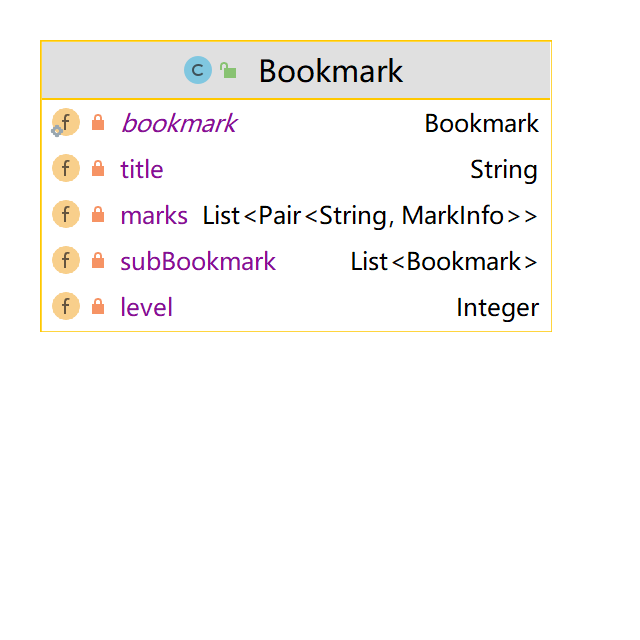 C Bookmark
f bookmark Bookmark
f title String
f marks List<Pair<String, MarkInfo>>
f subBookmark List<Bookmark>
f level Integer